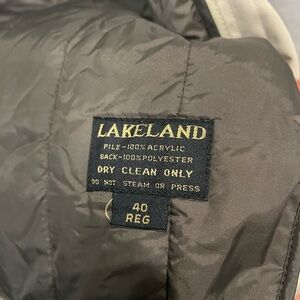 LAKELAND
PILE-100% ACRYLIC
BACK-100% POLYESTER
DRY CLEAN ONLY
DO NOT STEAM OR PRESS
40
REG